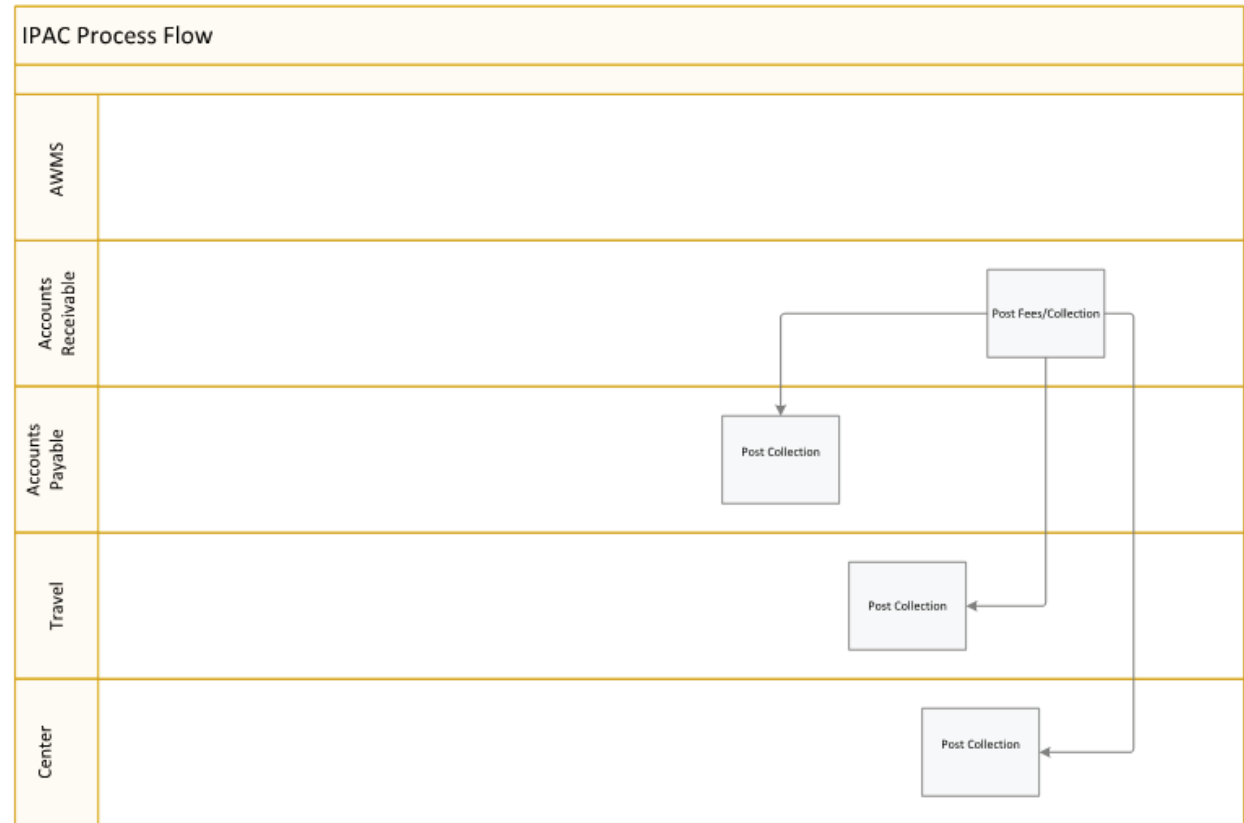 IPAC Process Flow
AWMS
Accounts
Receivable
Post Fees/Collection
Accounts
Payable
Post Collection
Travel
Post Collection
Center
Post Collection